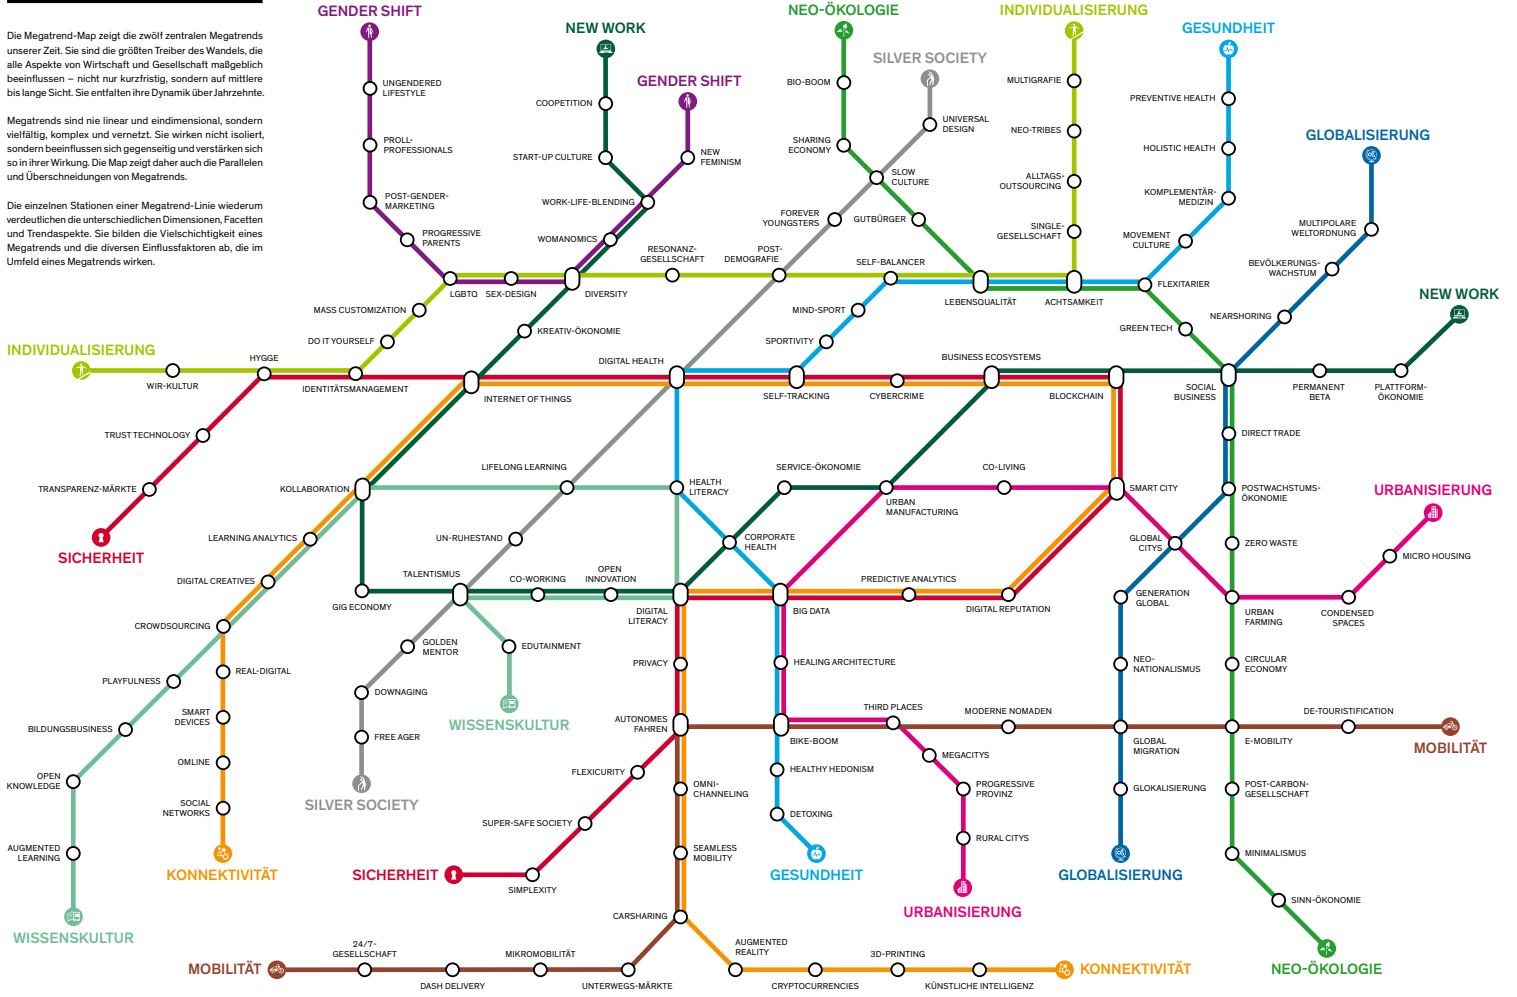 Die Megatrend-Map zeigt die zwölf zentralen Megatrends
unserer Zeit. Sie sind die größten Treiber des Wandels, die
alle Aspekte von Wirtschaft und Gesellschaft maßgeblich
beeinflussen – nicht nur kurzfristig, sondern auf mittlere
bis lange Sicht. Sie entfalten ihre Dynamik über Jahrzehnte.
Megatrends sind nie linear und eindimensional, sondern
vielfältig, komplex und vernetzt. Sie wirken nicht isoliert,
sondern beeinflussen sich gegenseitig und verstärken sich
so in ihrer Wirkung. Die Map zeigt daher auch die Parallelen
und Überschneidungen von Megatrends.
Die einzelnen Stationen einer Megatrend-Linie wiederum
verdeutlichen die unterschiedlichen Dimensionen, Facetten
und Trendaspekte. Sie bilden die Vielschichtigkeit eines
Megatrends und die diversen Einflussfaktoren ab, die im
Umfeld eines Megatrends wirken.
GENDER SHIFT
UNGENDERED
LIFESTYLE
PROLL-
PROFESSIONALS
POST-GENDER-
MARKETING
PROGRESSIVE
PARENTS
LGBTQ
SEX-DESIGN
DIVERSITY
NEW WORK
COOPETITION
START-UP CULTURE
WORK-LIFE-BLENDING
WOMANOMICS
GENDER SHIFT
NEW
FEMINISM
RESONANZ-
GESELLSCHAFT
POST-
DEMOGRAFIE
NEO-ÖKOLOGIE
BIO-BOOM
SHARING
ECONOMY
SILVER SOCIETY
UNIVERSAL
DESIGN
SLOW
CULTURE
FOREVER
YOUNGSTERS
GUTBÜRGER
SELF-BALANCER
MIND-SPORT
SPORTIVITY
LEBENSQUALITÄT
INDIVIDUALISIERUNG
MULTIGRAFIE
NEO-TRIBES
ALLTAGS-
OUTSOURCING
SINGLE-
GESELLSCHAFT
ACHTSAMKEIT
GESUNDHEIT
PREVENTIVE HEALTH
HOLISTIC HEALTH
KOMPLEMENTÄR-
MEDIZIN
MOVEMENT
CULTURE
FLEXITARIER
GREEN TECH
GLOBALISIERUNG
MULTIPOLARE
WELTORDNUNG
BEVÖLKERUNGS-
WACHSTUM
NEARSHORING
NEW WORK
PLATTFORM-
ÖKONOMIE
PERMANENT
BETA
SOCIAL
BUSINESS
INDIVIDUALISIERUNG
WIR-KULTUR
HYGGE
IDENTITÄTSMANAGEMENT
DO IT YOURSELF
MASS CUSTOMIZATION
KREATIV-ÖKONOMIE
INTERNET OF THINGS
DIGITAL HEALTH
SELF-TRACKING
CYBERCRIME
BUSINESS ECOSYSTEMS
BLOCKCHAIN
TRUST TECHNOLOGY
TRANSPARENZ-MÄRKTE
SICHERHEIT
KOLLABORATION
LIFELONG LEARNING
HEALTH
LITERACY
SERVICE-ÖKONOMIE
URBAN
MANUFACTURING
CO-LIVING
SMART CITY
DIRECT TRADE
POSTWACHSTUMS-
ÖKONOMIE
URBANISIERUNG
MICRO HOUSING
CONDENSED
SPACES
LEARNING ANALYTICS
DIGITAL CREATIVES
CROWDSOURCING
UN-RUHESTAND
CORPORATE
HEALTH
GLOBAL
CITYS
ZERO WASTE
GIG ECONOMY
TALENTISMUS
CO-WORKING
OPEN
INNOVATION
DIGITAL
LITERACY
BIG DATA
PREDICTIVE ANALYTICS
DIGITAL REPUTATION
GENERATION
GLOBAL
URBAN
FARMING
GOLDEN
MENTOR
EDUTAINMENT
WISSENSKULTUR
DOWNAGING
FREE AGER
SILVER SOCIETY
PLAYFULNESS
BILDUNGSBUSINESS
OPEN
KNOWLEDGE
AUGMENTED
LEARNING
WISSENSKULTUR
REAL-DIGITAL
SMART
DEVICES
OMLINE
SOCIAL
NETWORKS
KONNEKTIVITÄT
PRIVACY
AUTONOMES
FAHREN
FLEXICURITY
SUPER-SAFE SOCIETY
SIMPLEXITY
SICHERHEIT
OMNI-
CHANNELING
SEAMLESS
MOBILITY
CARSHARING
HEALING ARCHITECTURE
BIKE-BOOM
HEALTHY HEDONISM
DETOXING
GESUNDHEIT
THIRD PLACES
MEGACITYS
PROGRESSIVE
PROVINZ
RURAL CITYS
URBANISIERUNG
MODERNE NOMADEN
NEO-
NATIONALISMUS
GLOBAL
MIGRATION
GLOKALISIERUNG
GLOBALISIERUNG
CIRCULAR
ECONOMY
E-MOBILITY
DE-TOURISTIFICATION
MOBILITÄT
POST-CARBON-
GESELLSCHAFT
MINIMALISMUS
SINN-ÖKONOMIE
NEO-ÖKOLOGIE
MOBILITÄT
24/7-
GESELLSCHAFT
DASH DELIVERY
MIKROMOBILITÄT
UNTERWEGS-MÄRKTE
AUGMENTED
REALITY
CRYPTOCURRENCIES
3D-PRINTING
KÜNSTLICHE INTELLIGENZ
KONNEKTIVITÄT